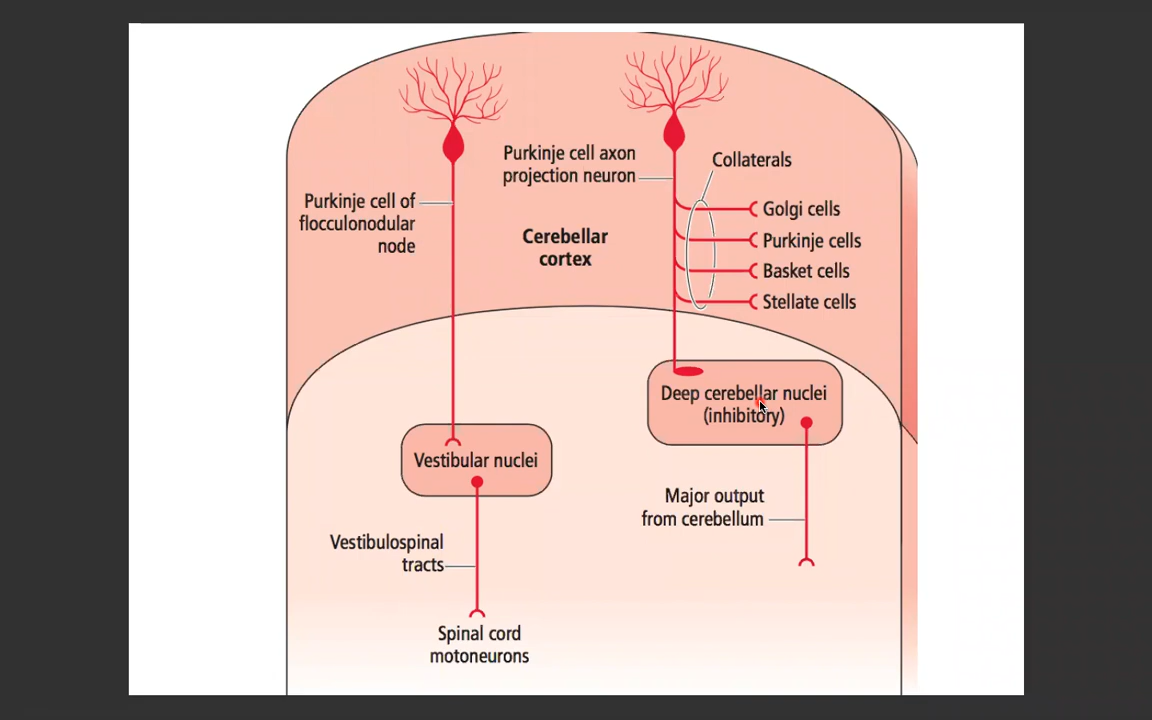 Purkinje cell axon
projection neuron
Collaterals
Purkinje cell of
flocculonodular
node
Golgi cells
Purkinje cells
Basket cells
Stellate cells
Cerebellar
cortex
Deep cerebellar nuclei
(inhibitory)
Vestibular nuclei
Major output
from cerebellum
Vestibulospinal
tracts
Spinal cord
motoneurons